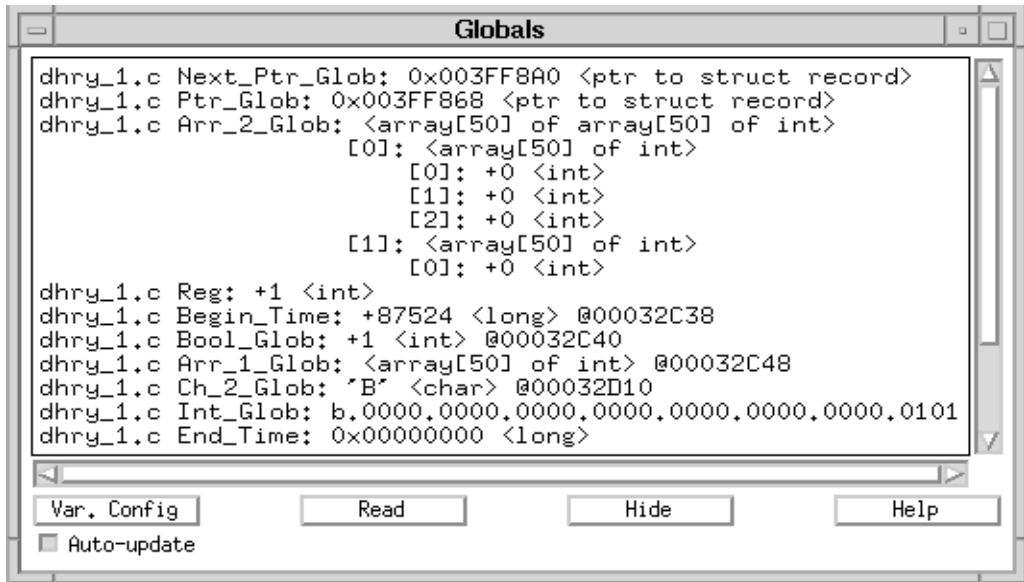 Globals
dhry_1.c Next_Ptr_Glob: 0x003FF8A0 <ptr to struct record>
dhry_1.c Ptr_Glob: 0x003FF868 <ptr to struct record>
dhry_1.c Arr_2_Glob: <array[50] of array[50] of int>
[0]: <array[50] of int>
[0]: +0 <int>
[1]: +0 <int>
[2]: +0 <int>
[1]: <array[50] of int>
[0]: +0 <int>
dhry_1.c Reg: +1 <int>
dhry_1.c Begin_Time: +87524 <long> @00032C38
dhry_1.c Bool_Glob: +1 <int> @00032C40
dhry_1.c Arr_1_Glob: <array[50] of int> @00032C48
dhry_1.c Ch_2_Glob: 'B' <char> @00032D10
dhry_1.c Int_Glob: b.0000.0000.0000.0000.0000.0000.0000.0101
dhry_1.c End_Time: 0x00000000 <long>
Var. Config Read Hide Help
Auto-update